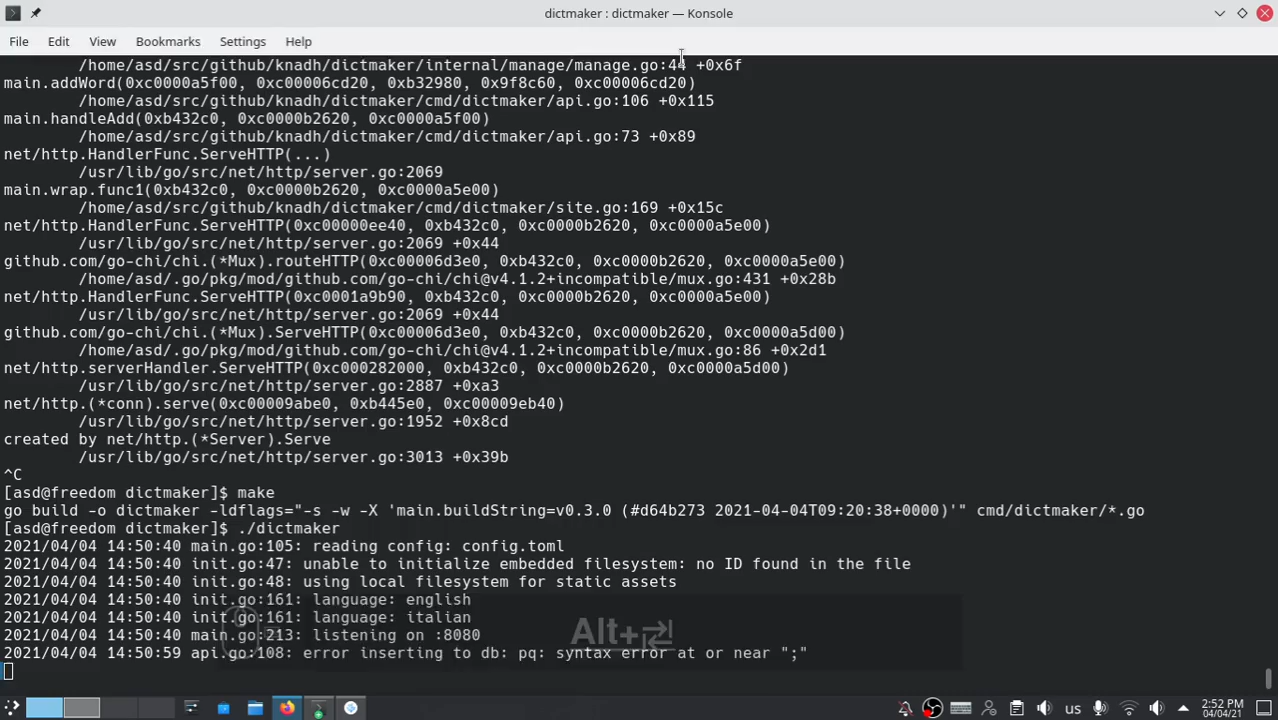 dictmaker : dictmaker — Konsole
File Edit View Bookmarks Settings Help
/home/asd/src/github/knadh/dictmaker/internal/manage/manage.go:44 +0x6f
main.addWord(0xc0000a5f00, 0xc00006cd20, 0xb32980, 0x9f8c60, 0xc00006cd20)
/home/asd/src/github/knadh/dictmaker/cmd/dictmaker/api.go:106 +0x115
main.handleAdd(0xb432c0, 0xc0000b2620, 0xc0000a5f00)
/home/asd/src/github/knadh/dictmaker/cmd/dictmaker/api.go:73 +0x89
net/http.HandlerFunc.ServeHTTP(...)
/usr/lib/go/src/net/http/server.go:2069
main.wrap.func1(0xb432c0, 0xc0000b2620, 0xc0000a5e00)
/home/asd/src/github/knadh/dictmaker/cmd/dictmaker/site.go:169 +0x15c
net/http.HandlerFunc.ServeHTTP(0xc00000ee40, 0xb432c0, 0xc0000b2620, 0xc0000a5e00)
/usr/lib/go/src/net/http/server.go:2069 +0x44
github.com/go-chi/chi.(*Mux).routeHTTP(0xc00006d3e0, 0xb432c0, 0xc0000b2620, 0xc0000a5e00)
/home/asd/.go/pkg/mod/github.com/go-chi/chi@v4.1.2+incompatible/mux.go:431 +0x28b
net/http.HandlerFunc.ServeHTTP(0xc0001a9b90, 0xb432c0, 0xc0000b2620, 0xc0000a5e00)
/usr/lib/go/src/net/http/server.go:2069 +0x44
github.com/go-chi/chi.(*Mux).ServeHTTP(0xc00006d3e0, 0xb432c0, 0xc0000b2620, 0xc0000a5d00)
/home/asd/.go/pkg/mod/github.com/go-chi/chi@v4.1.2+incompatible/mux.go:86 +0x2d1
net/http.serverHandler.ServeHTTP(0xc000282000, 0xb432c0, 0xc0000b2620, 0xc0000a5d00)
/usr/lib/go/src/net/http/server.go:2887 +0xa3
net/http.(*conn).serve(0xc00009abe0, 0xb445e0, 0xc00009eb40)
/usr/lib/go/src/net/http/server.go:1952 +0x8cd
created by net/http.(*Server).Serve
/usr/lib/go/src/net/http/server.go:3013 +0x39b
^C
[asd@freedom dictmaker]$ make
go build -o dictmaker -ldflags="-s -w -X 'main.buildString=v0.3.0 (#d64b273 2021-04-04T09:20:38+0000)'" cmd/dictmaker/*.go
[asd@freedom dictmaker]$ ./dictmaker
2021/04/04 14:50:40 main.go:105: reading config: config.toml
2021/04/04 14:50:40 init.go:47: unable to initialize embedded filesystem: no ID found in the file
2021/04/04 14:50:40 init.go:48: using local filesystem for static assets
2021/04/04 14:50:40 init.go:161: language: english
2021/04/04 14:50:40 init.go:161: language: italian
2021/04/04 14:50:40 main.go:213: listening on :8080
Alt+
2021/04/04 14:50:59 api.go:108: error inserting to db: pq: syntax error at or near ";"
us
2:52 PM
04/04/21